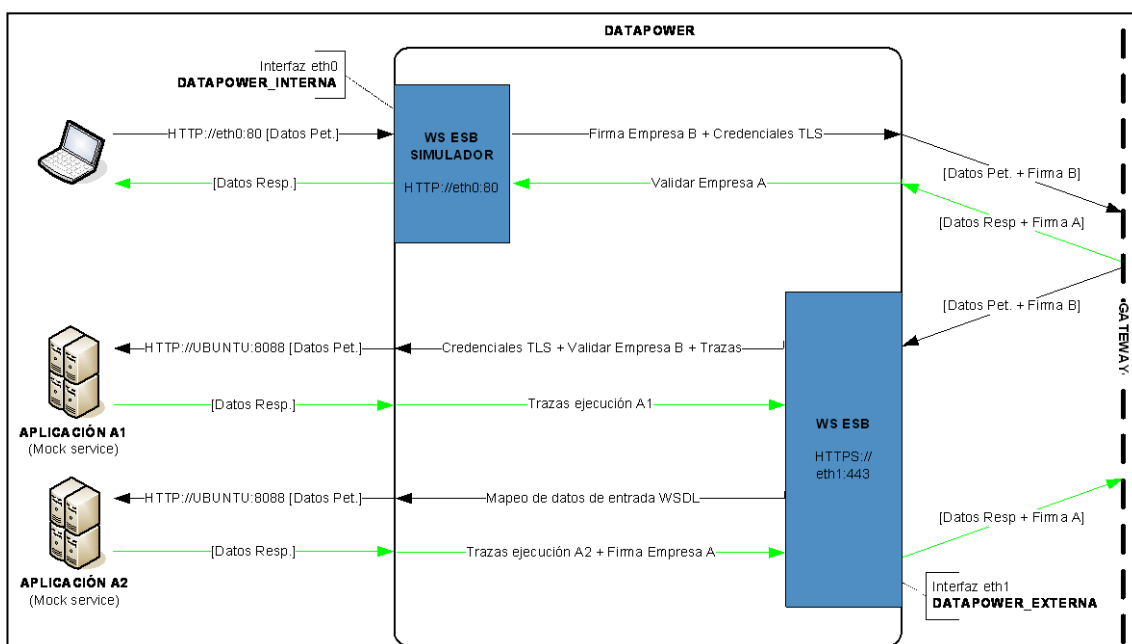 DATAPOWER
Interfaz eth0
DATAPOWER_INTERNA
HTTP://eth0:80 [Datos Pet.]
WS ESB
SIMULADOR
HTTP://eth0:80
Firma Empresa B + Credenciales TLS
[Datos Resp.]
Validar Empresa A
[Datos Pet. + Firma B]
[Datos Resp + Firma A]
[Datos Pet. + Firma B]
GATEWAY
HTTP://UBUNTU:8088 [Datos Pet.]
Credenciales TLS + Validar Empresa B + Trazas
[Datos Resp.]
Trazas ejecución A1
APLICACIÓN A1
(Mock service)
WS ESB
HTTPS://
eth1:443
HTTP://UBUNTU:8088 [Datos Pet.]
Mapeo de datos de entrada WSDL
[Datos Resp + Firma A]
[Datos Resp.]
Trazas ejecución A2 + Firma Empresa A
APLICACIÓN A2
(Mock service)
Interfaz eth1
DATAPOWER_EXTERNA